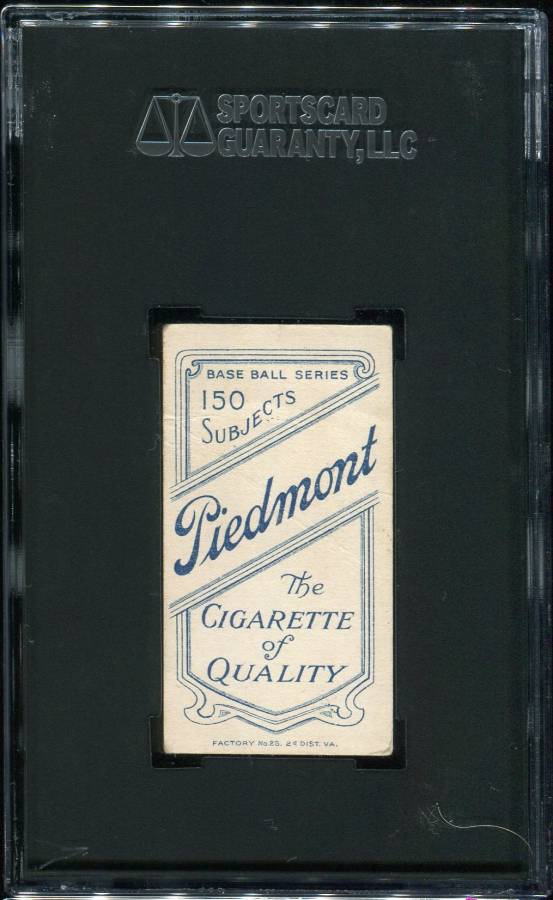 SPORTSCARD
GUARANTY, LLC
BASE BALL SERIES
150
SUBJECTS
Piedmont
The
CIGARETTE
of
QUALITY
FACTORY No. 25. 2d DIST. VA.